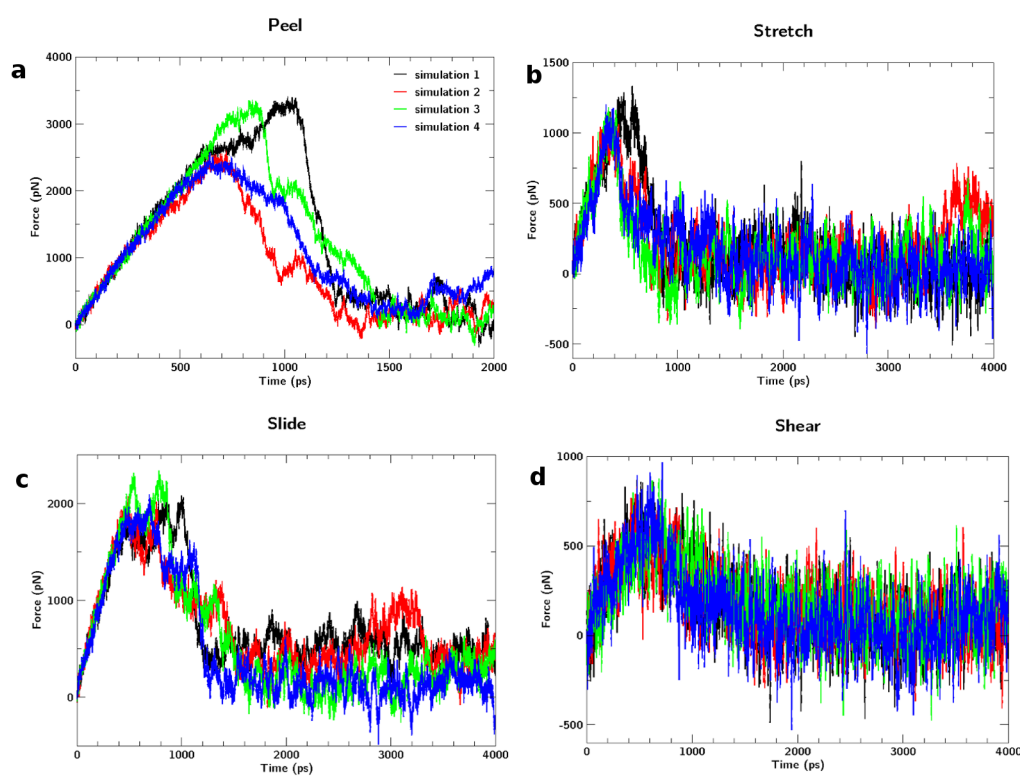 Peel
a
4000
3000
2000
1000
0
Force (pN)
simulation 1
simulation 2
simulation 3
simulation 4
0 500 1000 1500 2000
Time (ps)
Stretch
b
1500
1000
500
0
-500
Force (pN)
0 1000 2000 3000 4000
Time (ps)
Slide
c
2000
1000
0
Force (pN)
0 1000 2000 3000 4000
Time (ps)
Shear
d
1000
500
0
-500
Force (pN)
0 1000 2000 3000 4000
Time (ps)